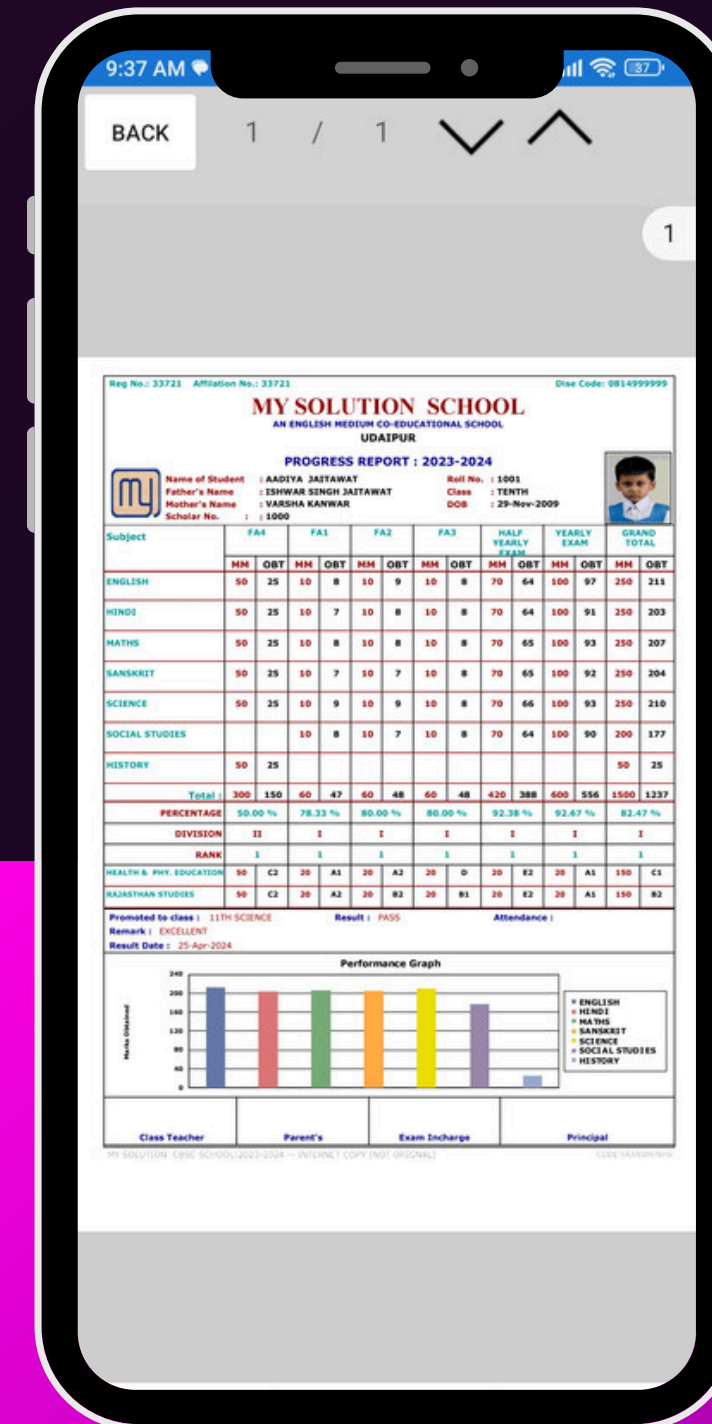 9:37 AM 37
BACK 1 / 1
1
Reg No.: 33721 Affilation No.: 33721 Dise Code: 0814999999
MY SOLUTION SCHOOL
AN ENGLISH MEDIUM CO-EDUCATIONAL SCHOOL
UDAIPUR
PROGRESS REPORT : 2023-2024
Name of Student : AADIYA JAITAWAT Roll No. : 1001
Father's Name : ISHWAR SINGH JAITAWAT Class : TENTH
Mother's Name : VARSHA KANWAR DOB : 29-Nov-2009
Scholar No. : : 1000
Subject FA4 FA1 FA2 FA3 HALF YEARLY EXAM YEARLY EXAM GRAND TOTAL
MM OBT MM OBT MM OBT MM OBT MM OBT MM OBT MM OBT
ENGLISH 50 25 10 8 10 9 10 8 70 64 100 97 250 211
HINDI 50 25 10 7 10 8 10 8 70 64 100 91 250 203
MATHS 50 25 10 8 10 8 10 8 70 65 100 93 250 207
SANSKRIT 50 25 10 7 10 7 10 8 70 65 100 92 250 204
SCIENCE 50 25 10 9 10 9 10 8 70 66 100 93 250 210
SOCIAL STUDIES 10 8 10 7 10 8 70 64 100 90 200 177
HISTORY 50 25 50 25
Total : 300 150 60 47 60 48 60 48 420 388 600 556 1500 1237
PERCENTAGE 50.00 % 78.33 % 80.00 % 80.00 % 92.38 % 92.67 % 82.47 %
DIVISION II I I I I I I
RANK 1 1 1 1 1 1 1
HEALTH & PHY. EDUCATION 50 C2 20 A1 20 A2 20 D 20 E2 20 A1 150 C1
RAJASTHAN STUDIES 50 C2 20 A2 20 B2 20 B1 20 E2 20 A1 150 B2
Promoted to class : 11TH SCIENCE Result : PASS Attendance :
Remark : EXCELLENT
Result Date : 25-Apr-2024
Performance Graph
240
200
160
120
80
40
0
Marks Obtained
ENGLISH
HINDI
MATHS
SANSKRIT
SCIENCE
SOCIAL STUDIES
HISTORY
Class Teacher Parent's Exam Incharge Principal
MY SOLUTION CBSC SCHOOL\2023-2024 -- INTERNET COPY [NOT ORIGNAL]